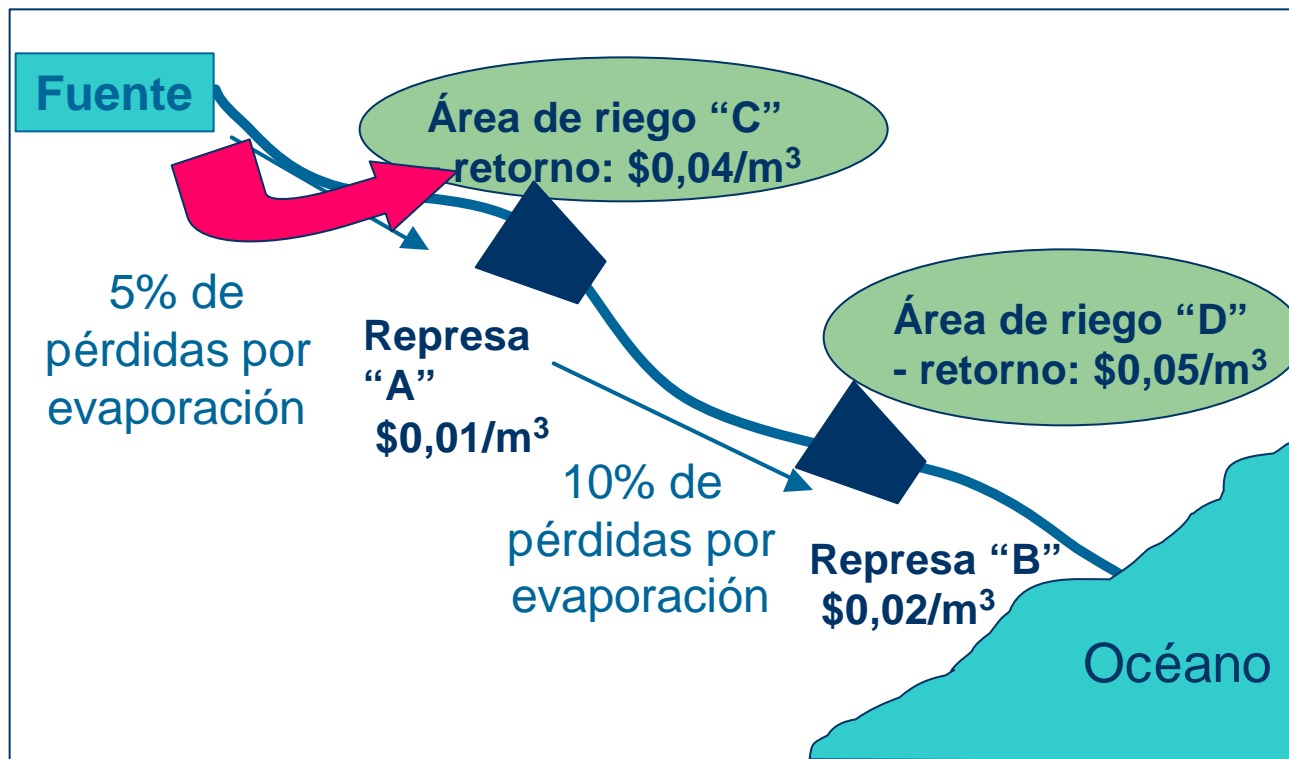 Fuente
Área de riego “C”
- retorno: $0,04/m³
5% de
pérdidas por
evaporación
Represa
“A”
$0,01/m³
Área de riego “D”
- retorno: $0,05/m³
10% de
pérdidas por
evaporación
Represa “B”
$0,02/m³
Océano